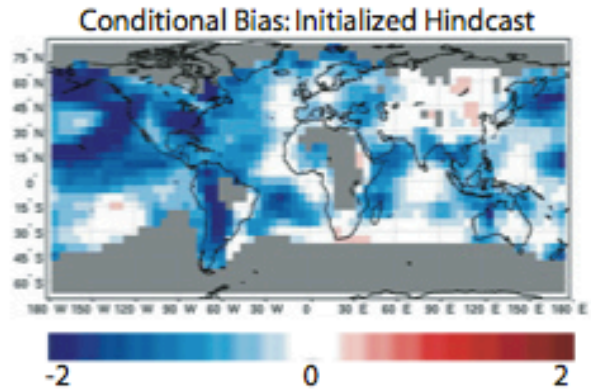 Conditional Bias: Initialized Hindcast
75° N
60° N
45° N
30° N
15° N
0°
15° S
30° S
45° S
60° S
180 W 150 W 120 W 90 W 60 W 30 W 0 30 E 60 E 90 E 120 E 150 E 180 E
-2 0 2